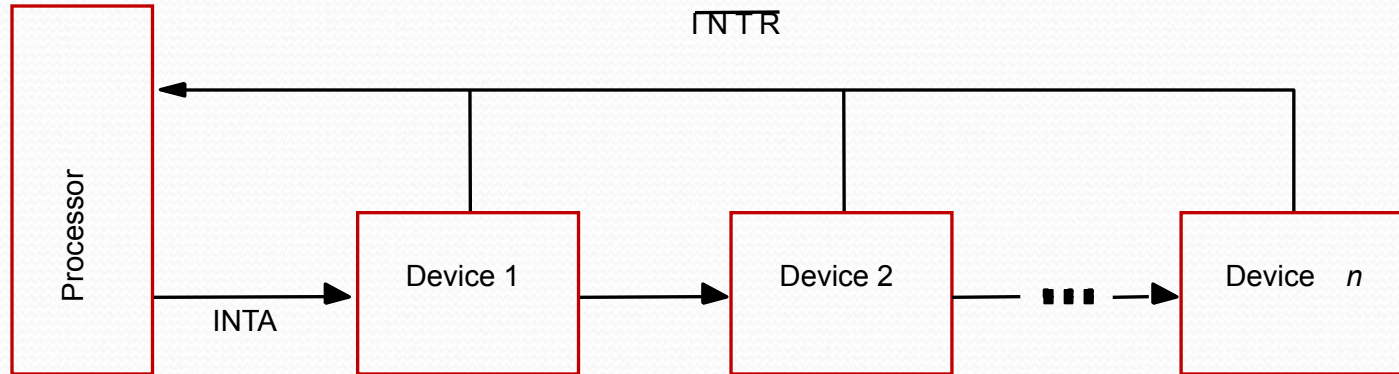 INTR
Processor
Device 1
Device 2
Device n
INTA